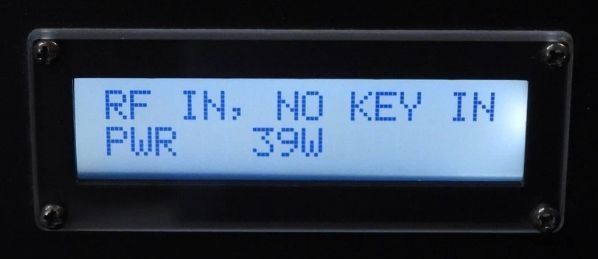 RF IN, NO KEY IN
PWR 39W